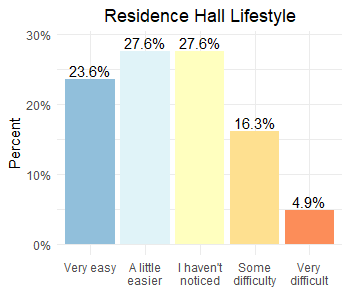 Residence Hall Lifestyle
Percent
30%
20%
10%
0%
23.6%
27.6%
27.6%
16.3%
4.9%
Very easy
A little
easier
I haven't
noticed
Some
difficulty
Very
difficult